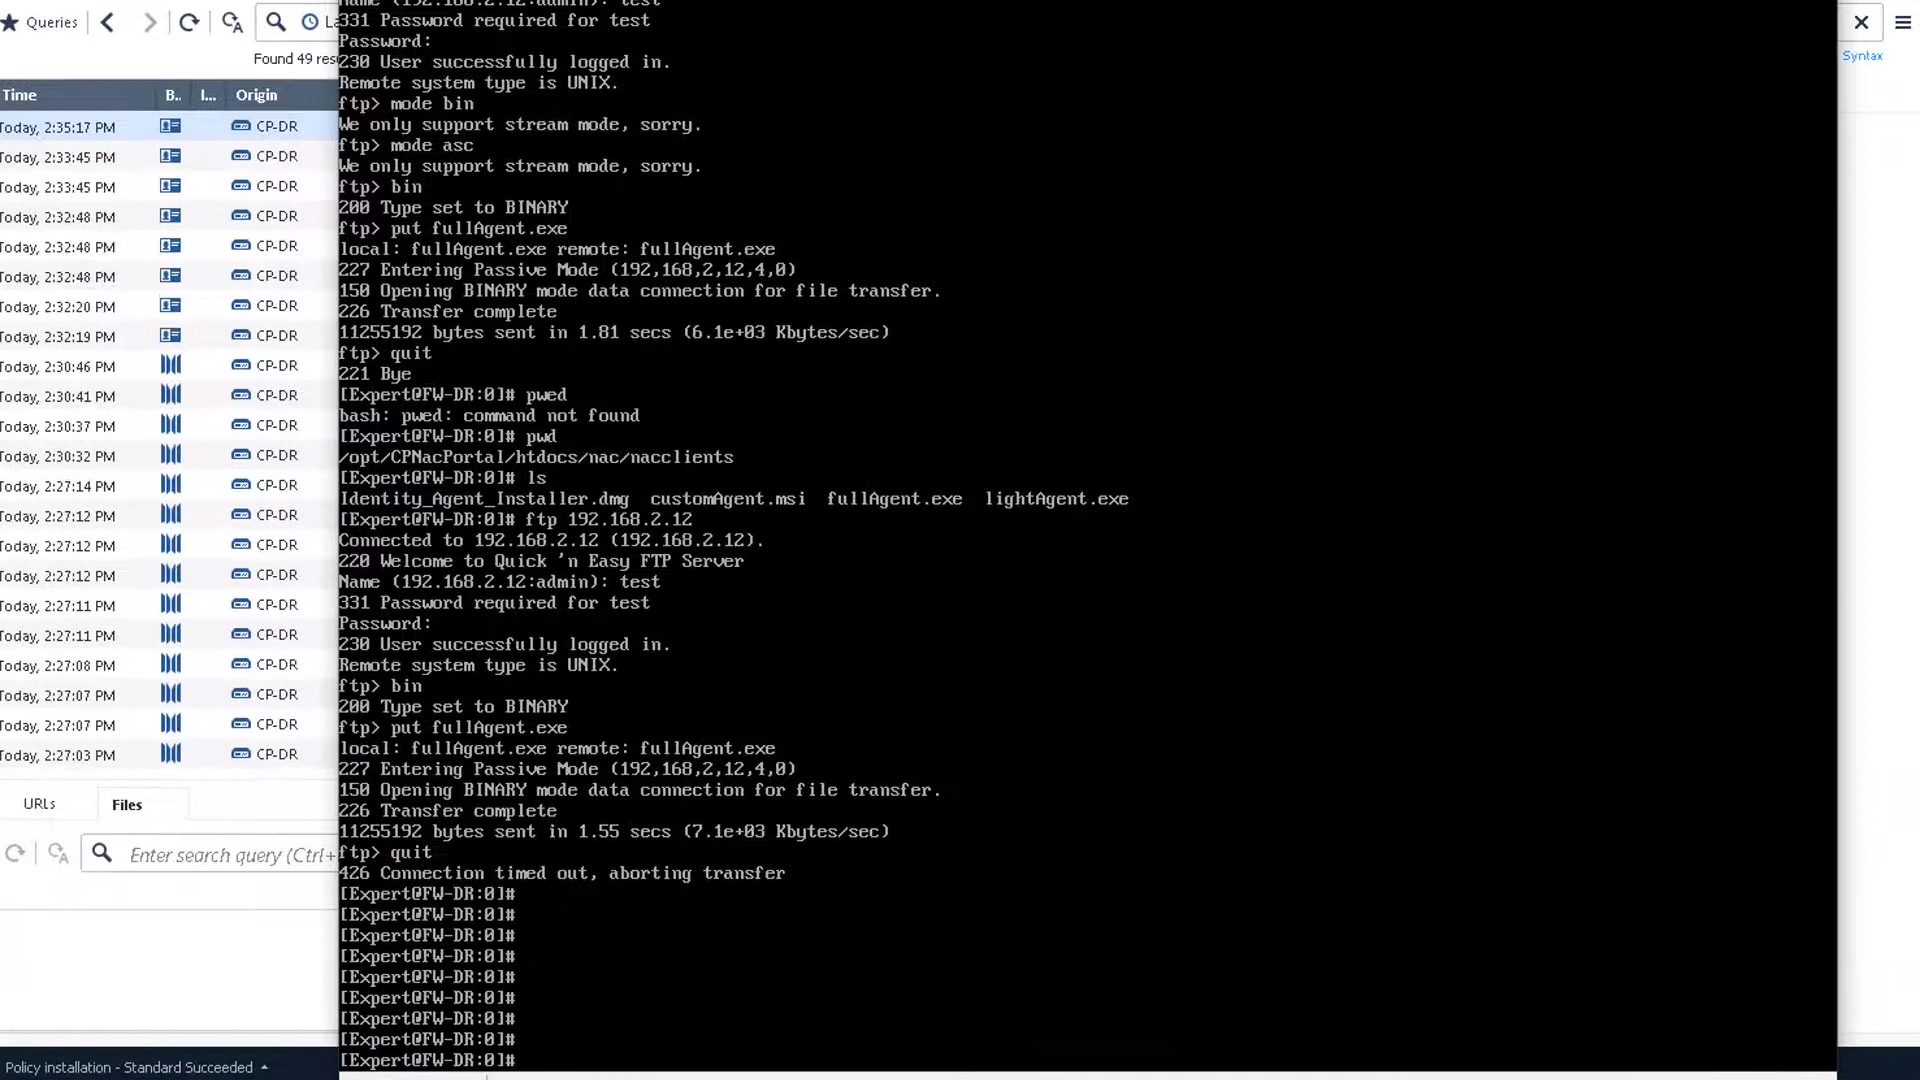 Queries
La
Found 49 resu
Syntax
Time B.. I... Origin
Today, 2:35:17 PM CP-DR
Today, 2:33:45 PM CP-DR
Today, 2:33:45 PM CP-DR
Today, 2:32:48 PM CP-DR
Today, 2:32:48 PM CP-DR
Today, 2:32:48 PM CP-DR
Today, 2:32:20 PM CP-DR
Today, 2:32:19 PM CP-DR
Today, 2:30:46 PM CP-DR
Today, 2:30:41 PM CP-DR
Today, 2:30:37 PM CP-DR
Today, 2:30:32 PM CP-DR
Today, 2:27:14 PM CP-DR
Today, 2:27:12 PM CP-DR
Today, 2:27:12 PM CP-DR
Today, 2:27:12 PM CP-DR
Today, 2:27:11 PM CP-DR
Today, 2:27:11 PM CP-DR
Today, 2:27:08 PM CP-DR
Today, 2:27:07 PM CP-DR
Today, 2:27:07 PM CP-DR
Today, 2:27:03 PM CP-DR
URLs Files
Enter search query (Ctrl+
Policy installation - Standard Succeeded
Name (192.168.2.12:admin): test
331 Password required for test
Password:
230 User successfully logged in.
Remote system type is UNIX.
ftp> mode bin
We only support stream mode, sorry.
ftp> mode asc
We only support stream mode, sorry.
ftp> bin
200 Type set to BINARY
ftp> put fullAgent.exe
local: fullAgent.exe remote: fullAgent.exe
227 Entering Passive Mode (192,168,2,12,4,0)
150 Opening BINARY mode data connection for file transfer.
226 Transfer complete
11255192 bytes sent in 1.81 secs (6.1e+03 Kbytes/sec)
ftp> quit
221 Bye
[Expert@FW-DR:0]# pwed
bash: pwed: command not found
[Expert@FW-DR:0]# pwd
/opt/CPNacPortal/htdocs/nac/nacclients
[Expert@FW-DR:0]# ls
Identity_Agent_Installer.dmg customAgent.msi fullAgent.exe lightAgent.exe
[Expert@FW-DR:0]# ftp 192.168.2.12
Connected to 192.168.2.12 (192.168.2.12).
220 Welcome to Quick 'n Easy FTP Server
Name (192.168.2.12:admin): test
331 Password required for test
Password:
230 User successfully logged in.
Remote system type is UNIX.
ftp> bin
200 Type set to BINARY
ftp> put fullAgent.exe
local: fullAgent.exe remote: fullAgent.exe
227 Entering Passive Mode (192,168,2,12,4,0)
150 Opening BINARY mode data connection for file transfer.
226 Transfer complete
11255192 bytes sent in 1.55 secs (7.1e+03 Kbytes/sec)
ftp> quit
426 Connection timed out, aborting transfer
[Expert@FW-DR:0]#
[Expert@FW-DR:0]#
[Expert@FW-DR:0]#
[Expert@FW-DR:0]#
[Expert@FW-DR:0]#
[Expert@FW-DR:0]#
[Expert@FW-DR:0]#
[Expert@FW-DR:0]#
[Expert@FW-DR:0]#